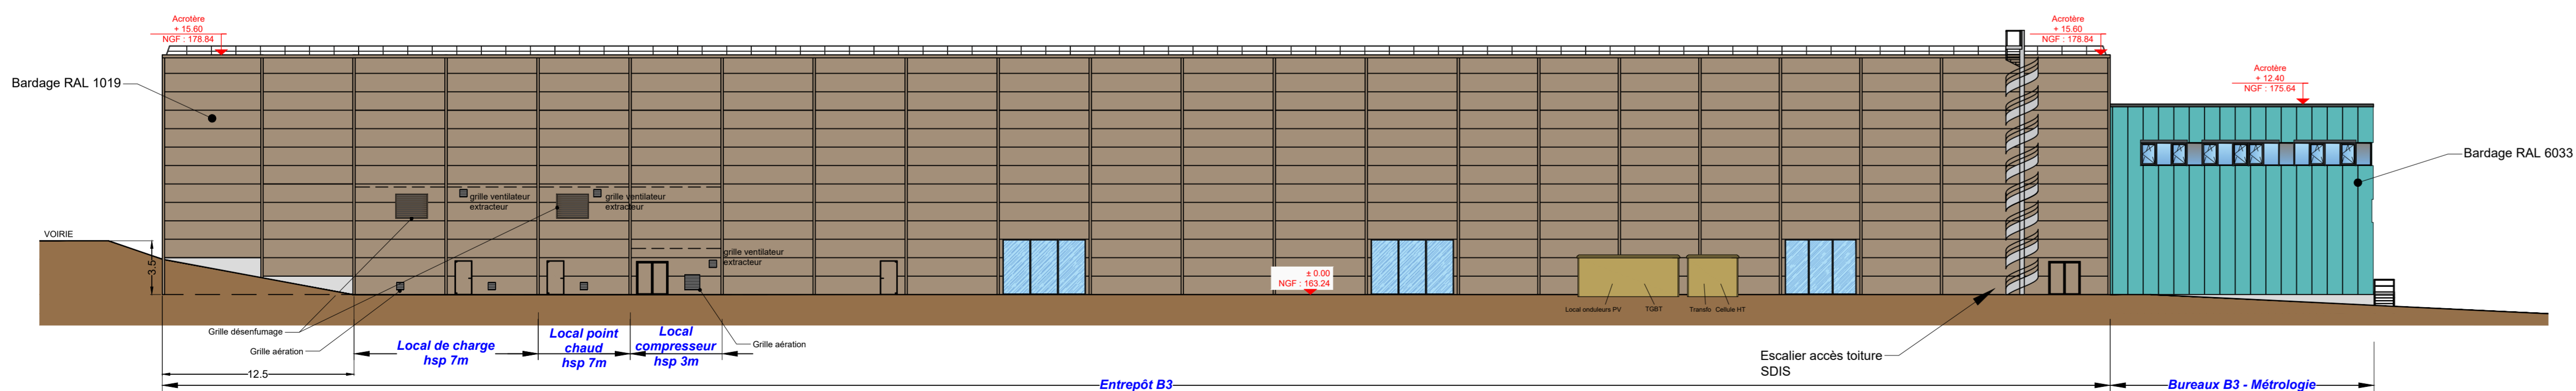 Acrotère
+ 15.60
NGF : 178.84
Acrotère
+ 15.60
NGF : 178.84
Acrotère
+ 12.40
NGF : 175.64
Bardage RAL 1019
Bardage RAL 6033
grille ventilateur
extracteur
grille ventilateur
extracteur
grille ventilateur
extracteur
VOIRIE
3.5
± 0.00
NGF : 163.24
Local onduleurs PV
TGBT
Transfo
Cellule HT
Grille désenfumage
Grille aération
Grille aération
Local de charge
hsp 7m
Local point
chaud
hsp 7m
Local
compresseur
hsp 3m
Escalier accès toiture
SDIS
12.5
Entrepôt B3
Bureaux B3 - Métrologie